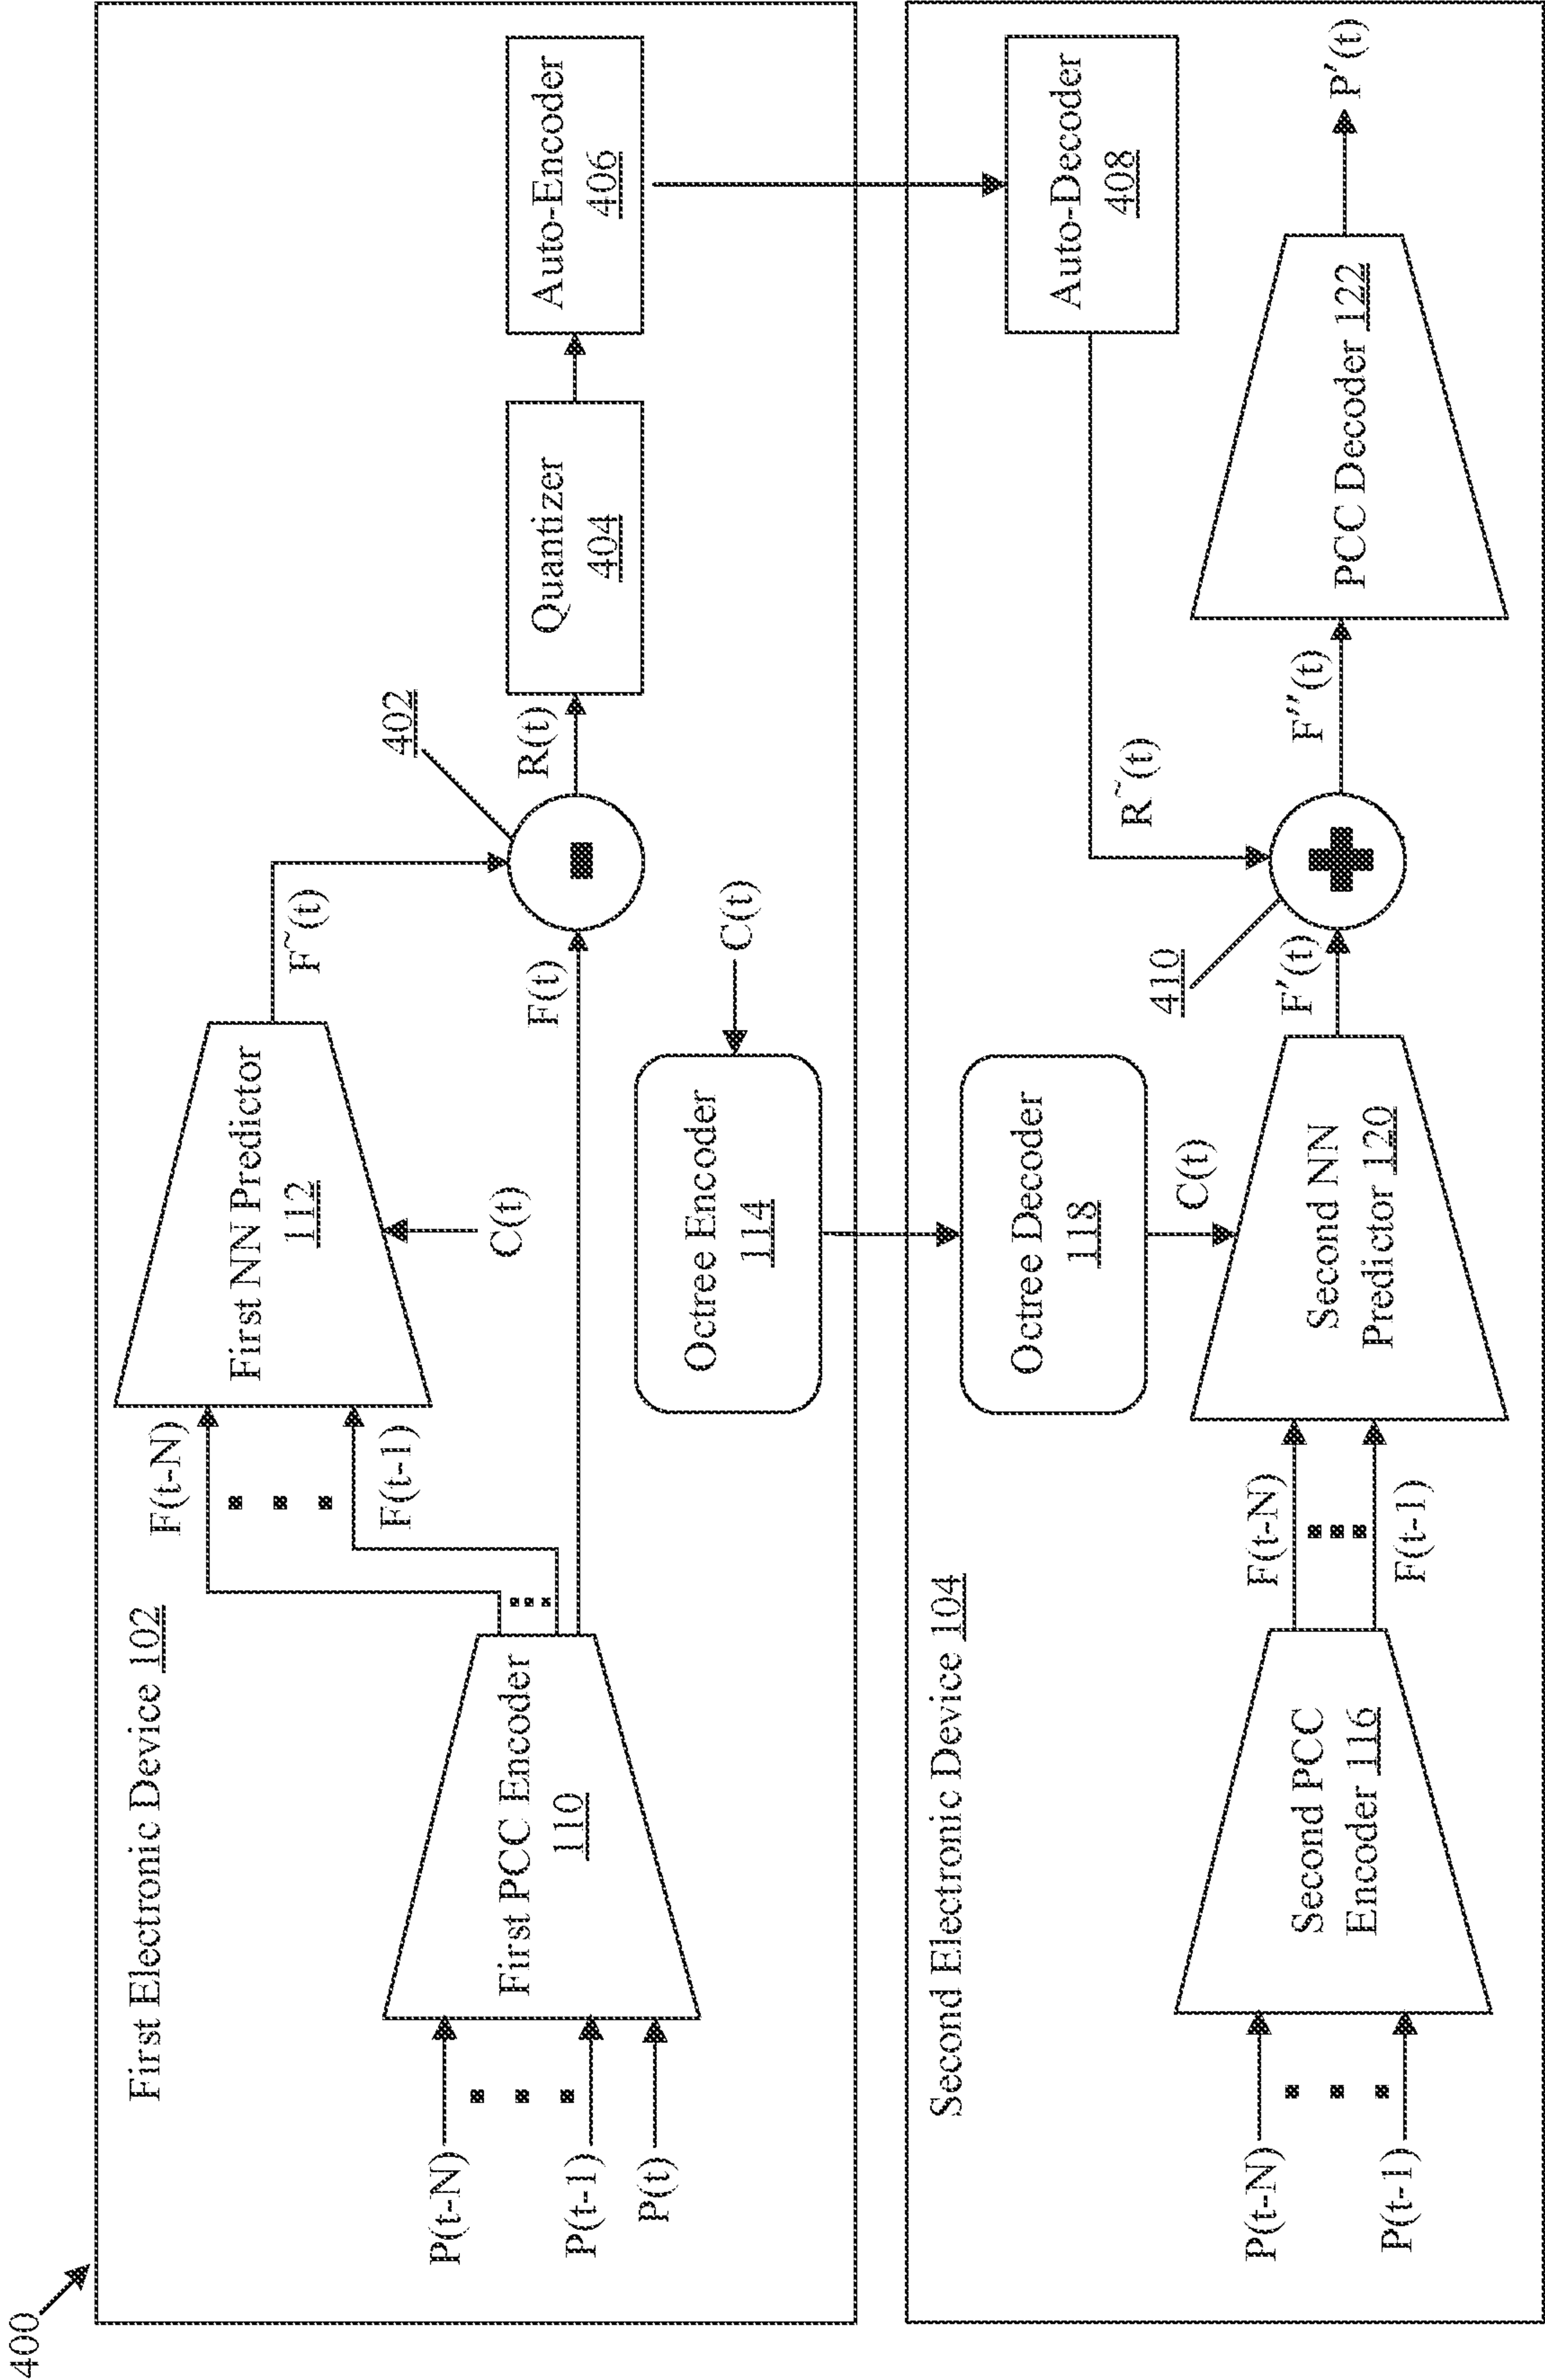 400
First Electronic Device 102
P(t-N)
P(t-1)
P(t)
First PCC Encoder
110
F(t-N)
F(t-1)
First NN Predictor
112
C(t)
F~(t)
F(t)
402
R(t)
Quantizer
404
Auto-Encoder
406
Octree Encoder
114
C(t)
Second Electronic Device 104
P(t-N)
P(t-1)
Second PCC
Encoder 116
F(t-N)
F(t-1)
Octree Decoder
118
C(t)
Second NN
Predictor 120
F'(t)
410
R~(t)
F''(t)
Auto-Decoder
408
PCC Decoder 122
P'(t)